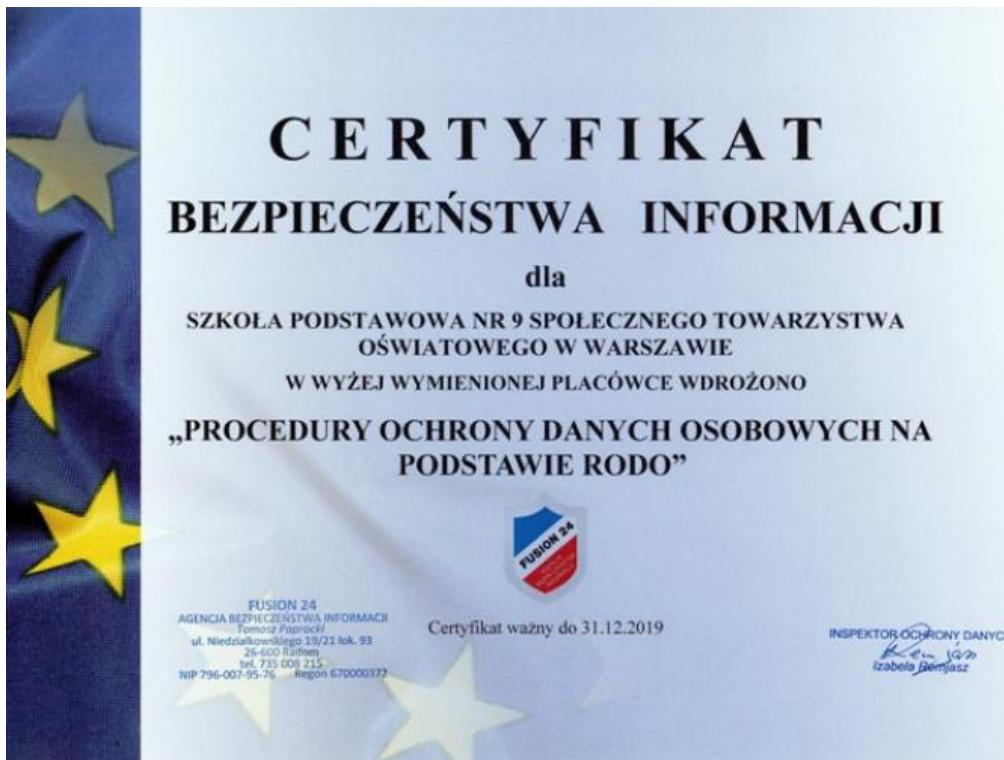 CERTYFIKAT
BEZPIECZEŃSTWA INFORMACJI
dla
SZKOŁA PODSTAWOWA NR 9 SPOŁECZNEGO TOWARZYSTWA
OŚWIATOWEGO W WARSZAWIE
W WYŻEJ WYMIENIONEJ PLACÓWCE WDROŻONO
„PROCEDURY OCHRONY DANYCH OSOBOWYCH NA
PODSTAWIE RODO”
FUSION 24
FUSION 24
AGENCJA BEZPIECZEŃSTWA INFORMACJI
Tomasz Paprocki
ul. Niedziałkowskiego 19/21 lok. 93
26-600 Radom
tel. 735 008 215
NIP 796-007-95-76 Regon 670000372
Certyfikat ważny do 31.12.2019
INSPEKTOR OCHRONY DANYC
Izabela Remjasz